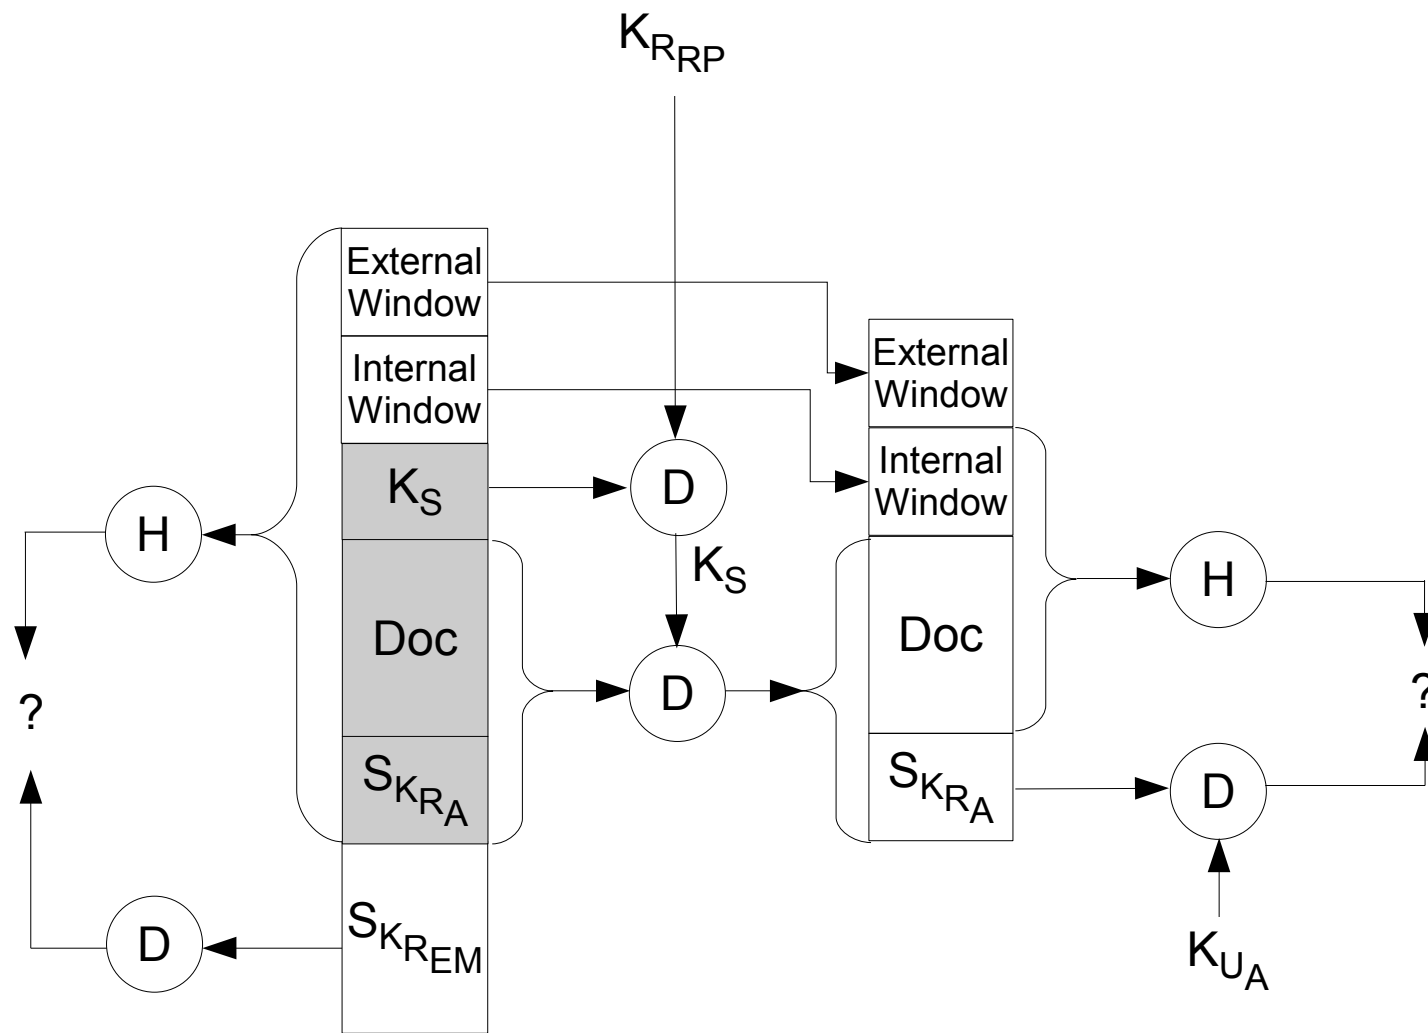 K_R_RP
External
Window
Internal
Window
K_S
Doc
S_K_R_A
S_K_R_EM
H
?
D
D
K_S
D
External
Window
Internal
Window
Doc
S_K_R_A
H
?
D
K_U_A